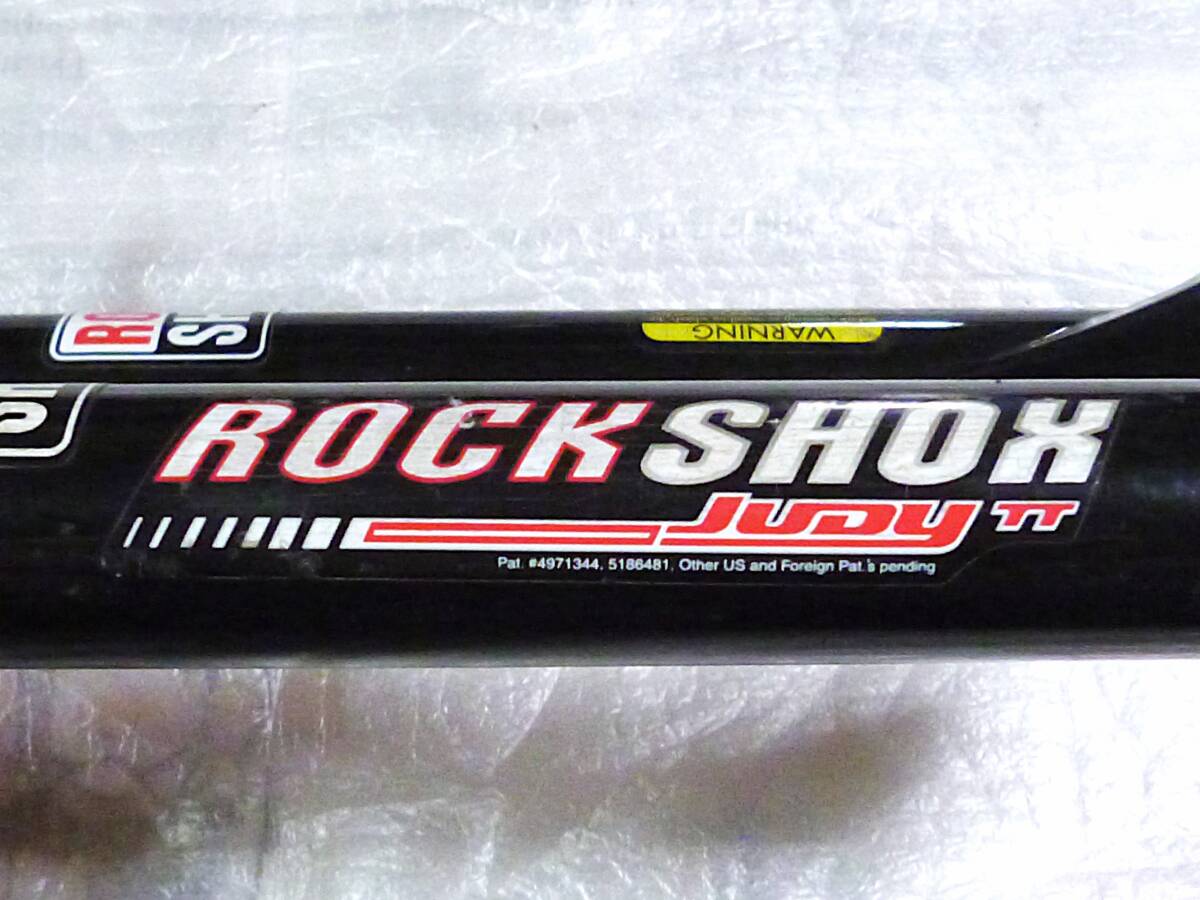 WARNING
ROCKSHOX
JUDY TT
Pat. #4971344, 5186481, Other US and Foreign Pat.'s pending